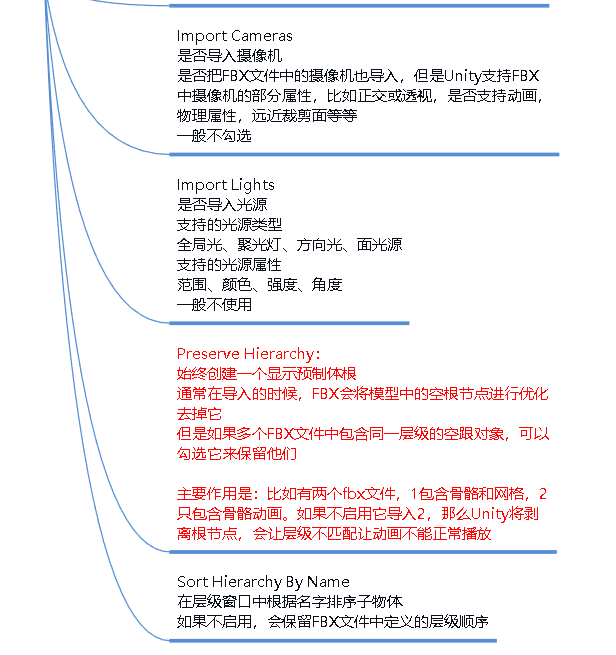 Import Cameras
是否导入摄像机
是否把FBX文件中的摄像机也导入，但是Unity支持FBX
中摄像机的部分属性，比如正交或透视，是否支持动画，
物理属性，远近裁剪面等等
一般不勾选
Import Lights
是否导入光源
支持的光源类型
全局光、聚光灯、方向光、面光源
支持的光源属性
范围、颜色、强度、角度
一般不使用
Preserve Hierarchy：
始终创建一个显示预制体根
通常在导入的时候，FBX会将模型中的空根节点进行优化
去掉它
但是如果多个FBX文件中包含同一层级的空跟对象，可以
勾选它来保留他们
主要作用是：比如有两个fbx文件，1包含骨骼和网格，2
只包含骨骼动画。如果不启用它导入2，那么Unity将剥
离根节点，会让层级不匹配让动画不能正常播放
Sort Hierarchy By Name
在层级窗口中根据名字排序子物体
如果不启用，会保留FBX文件中定义的层级顺序